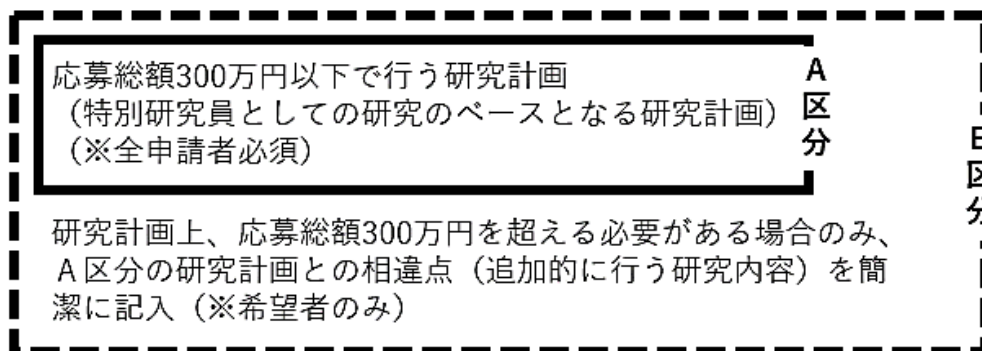 応募総額300万円以下で行う研究計画
（特別研究員としての研究のベースとなる研究計画）
（※全申請者必須）
A区分
研究計画上、応募総額300万円を超える必要がある場合のみ、
A区分の研究計画との相違点（追加的に行う研究内容）を簡
潔に記入（※希望者のみ）
区分